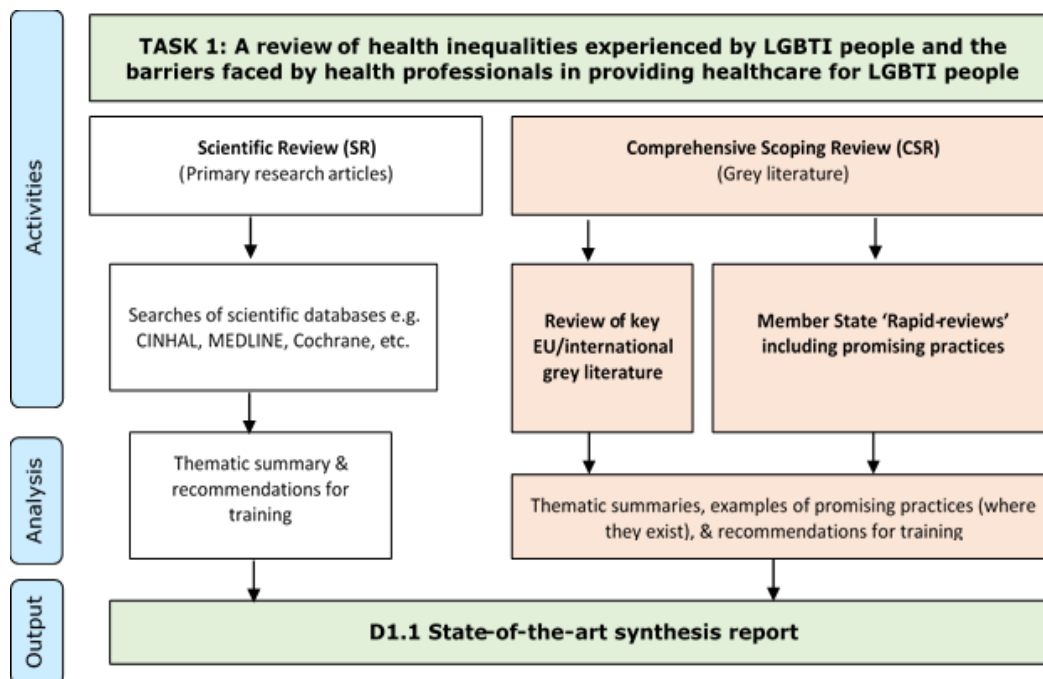 TASK 1: A review of health inequalities experienced by LGBTI people and the
barriers faced by health professionals in providing healthcare for LGBTI people
Activities
Scientific Review (SR)
(Primary research articles)
Comprehensive Scoping Review (CSR)
(Grey literature)
Searches of scientific databases e.g.
CINHAL, MEDLINE, Cochrane, etc.
Review of key
EU/international
grey literature
Member State ‘Rapid-reviews’
including promising practices
Analysis
Thematic summary &
recommendations for
training
Thematic summaries, examples of promising practices (where
they exist), & recommendations for training
Output
D1.1 State-of-the-art synthesis report